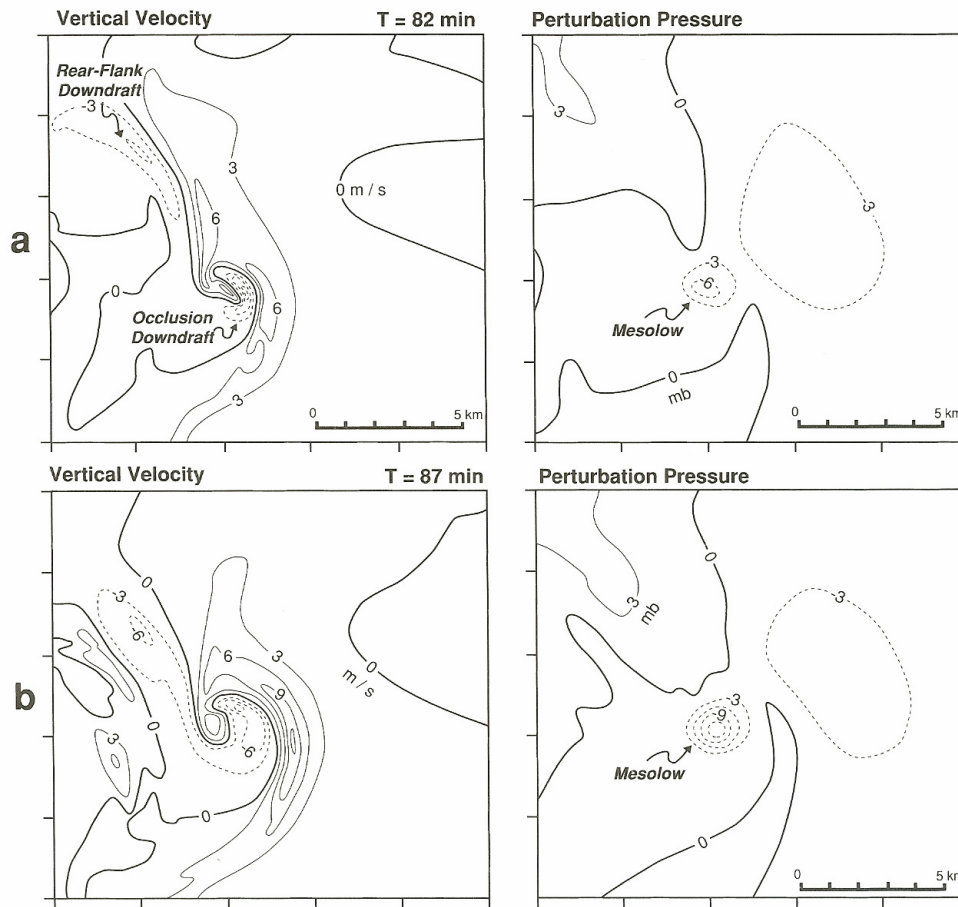 Vertical Velocity T = 82 min
Perturbation Pressure
Rear-Flank
Downdraft
-3
3
0 m / s
6
0
6
Occlusion
Downdraft
3
0 5 km
3
0
3
-3
-6
Mesolow
0
mb
0 5 km
a
Vertical Velocity T = 87 min
Perturbation Pressure
0
-3
-6
6
3
9
0
m / s
0
-6
3
0
0
3
mb
-3
-3
-9
Mesolow
0
0 5 km
b